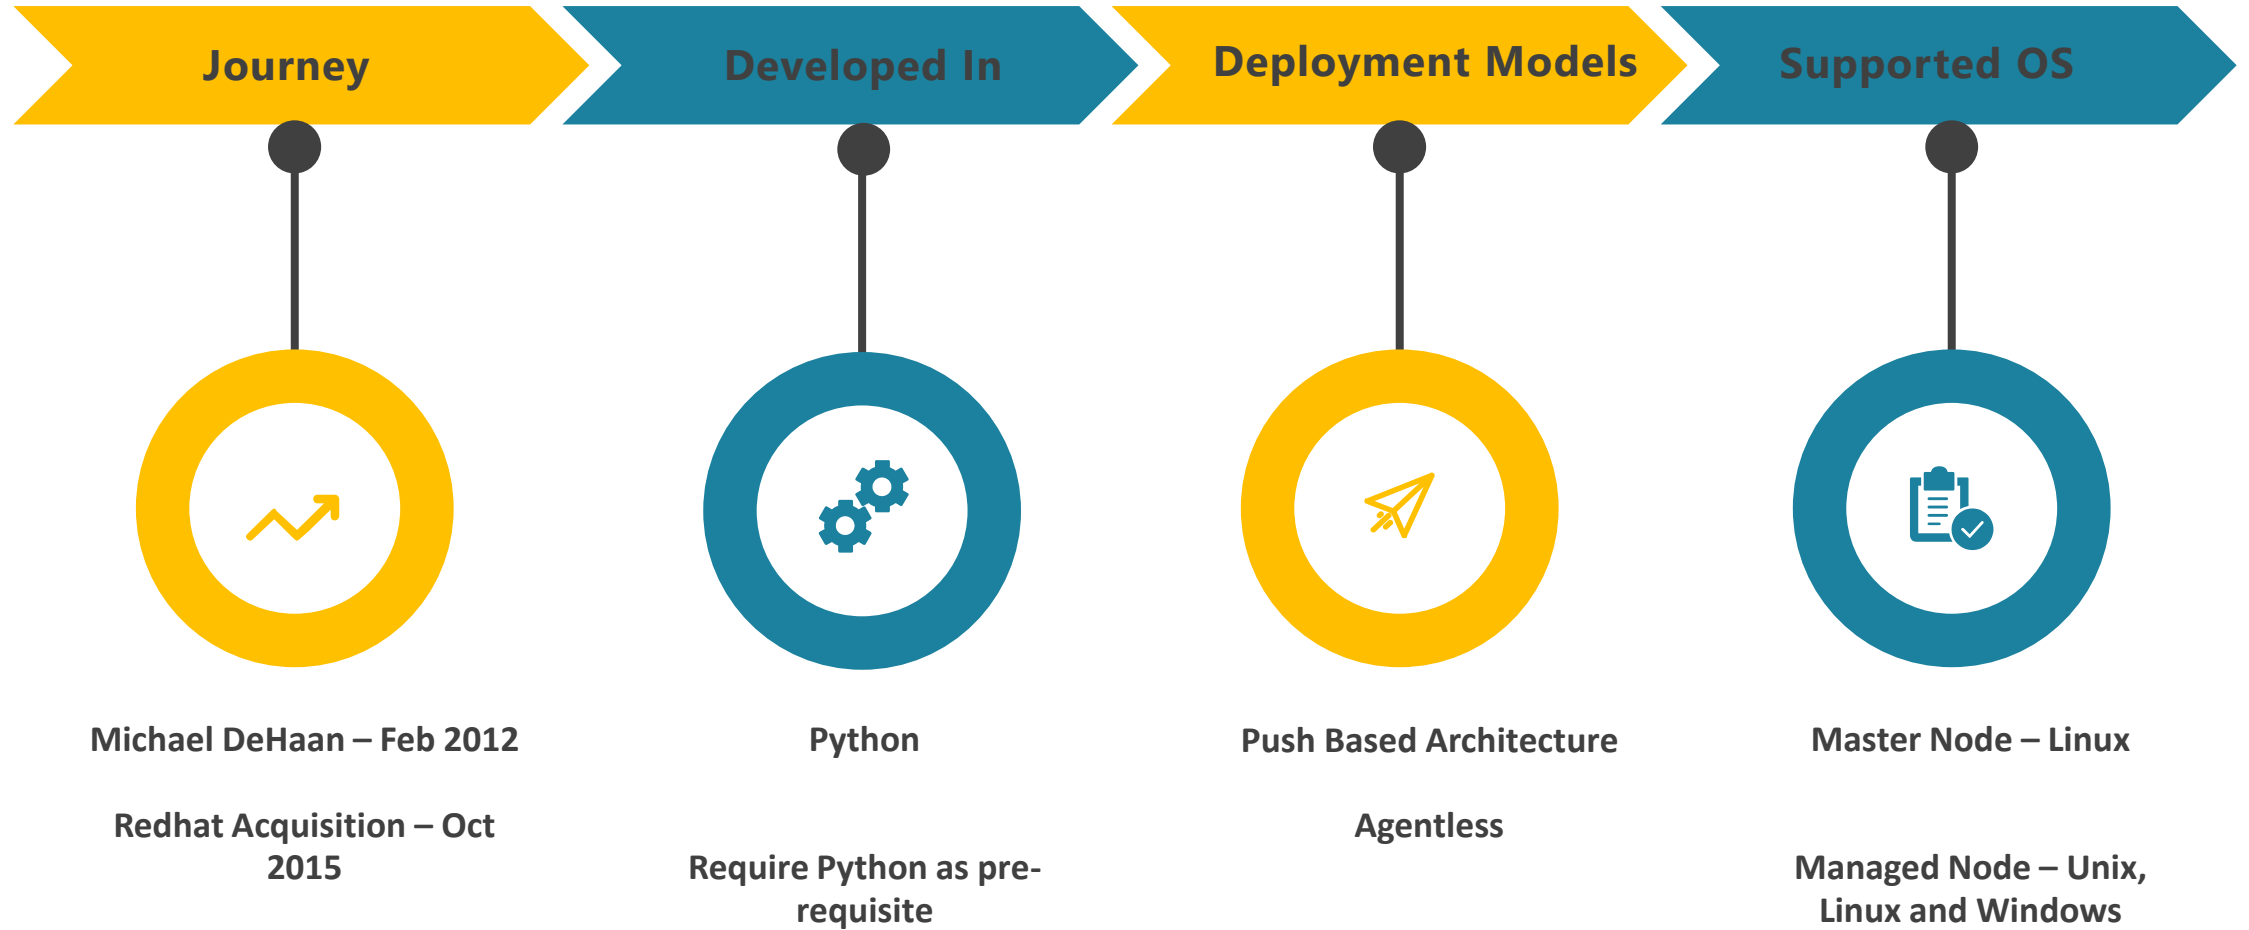 Journey
Developed In
Deployment Models
Supported OS
Michael DeHaan – Feb 2012
Redhat Acquisition – Oct
2015
Python
Require Python as pre-
requisite
Push Based Architecture
Agentless
Master Node – Linux
Managed Node – Unix,
Linux and Windows